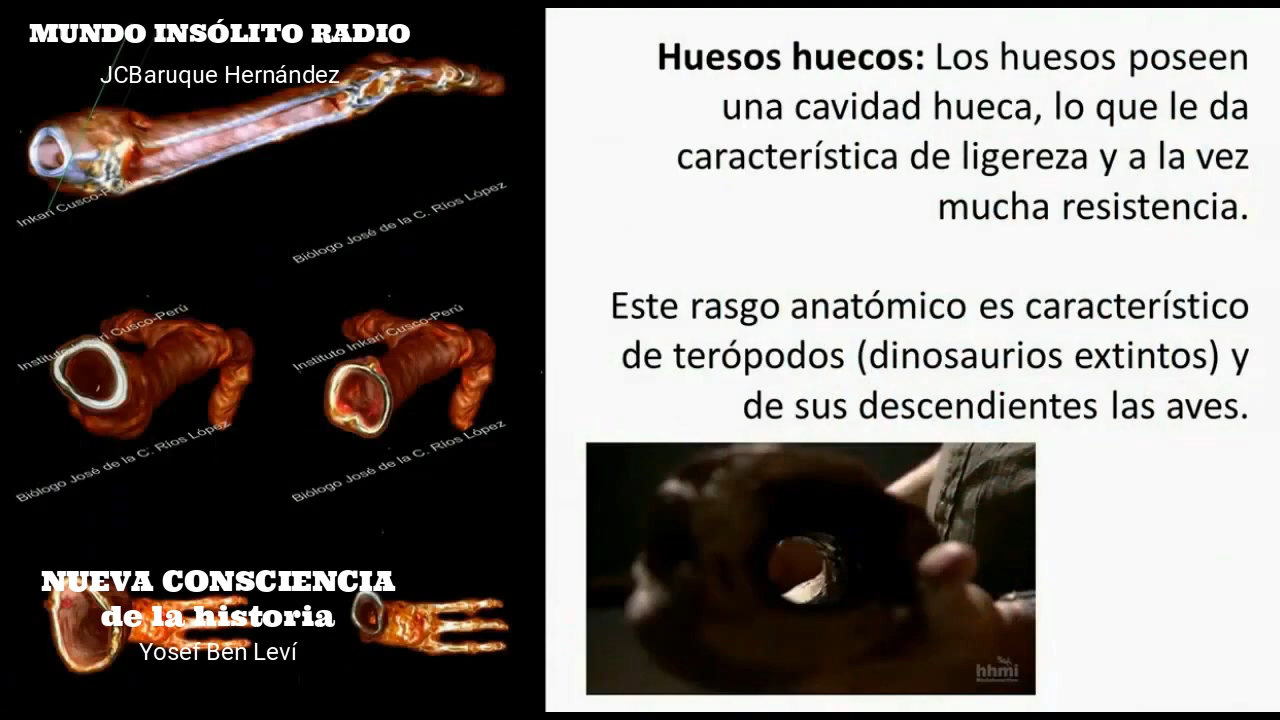 MUNDO INSÓLITO RADIO
JCBaruque Hernández
Inkari Cusco-P
Biólogo José de la C. Ríos López
Instituto Inkari Cusco-Perú
Instituto Inkari Cusco-Perú
Biólogo José de la C. Ríos López
Biólogo José de la C. Ríos López
NUEVA CONSCIENCIA
de la historia
Yosef Ben Leví
Huesos huecos: Los huesos poseen
una cavidad hueca, lo que le da
característica de ligereza y a la vez
mucha resistencia.
Este rasgo anatómico es característico
de terópodos (dinosaurios extintos) y
de sus descendientes las aves.
hhmi